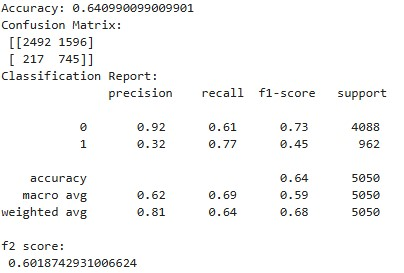 Accuracy: 0.640990099009901
Confusion Matrix:
[[2492 1596]
[ 217 745]]
Classification Report:
precision recall f1-score support
0 0.92 0.61 0.73 4088
1 0.32 0.77 0.45 962
accuracy 0.64 5050
macro avg 0.62 0.69 0.59 5050
weighted avg 0.81 0.64 0.68 5050
f2 score:
0.6018742931006624